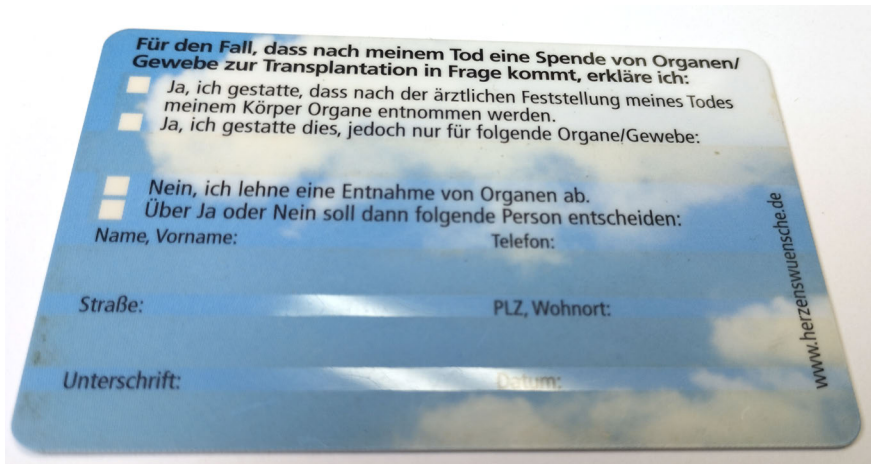 Für den Fall, dass nach meinem Tod eine Spende von Organen/
Gewebe zur Transplantation in Frage kommt, erkläre ich:
Ja, ich gestatte, dass nach der ärztlichen Feststellung meines Todes
meinem Körper Organe entnommen werden.
Ja, ich gestatte dies, jedoch nur für folgende Organe/Gewebe:
Nein, ich lehne eine Entnahme von Organen ab.
Über Ja oder Nein soll dann folgende Person entscheiden:
Name, Vorname: Telefon:
Straße: PLZ, Wohnort:
Unterschrift: Datum:
www.herzenswuensche.de